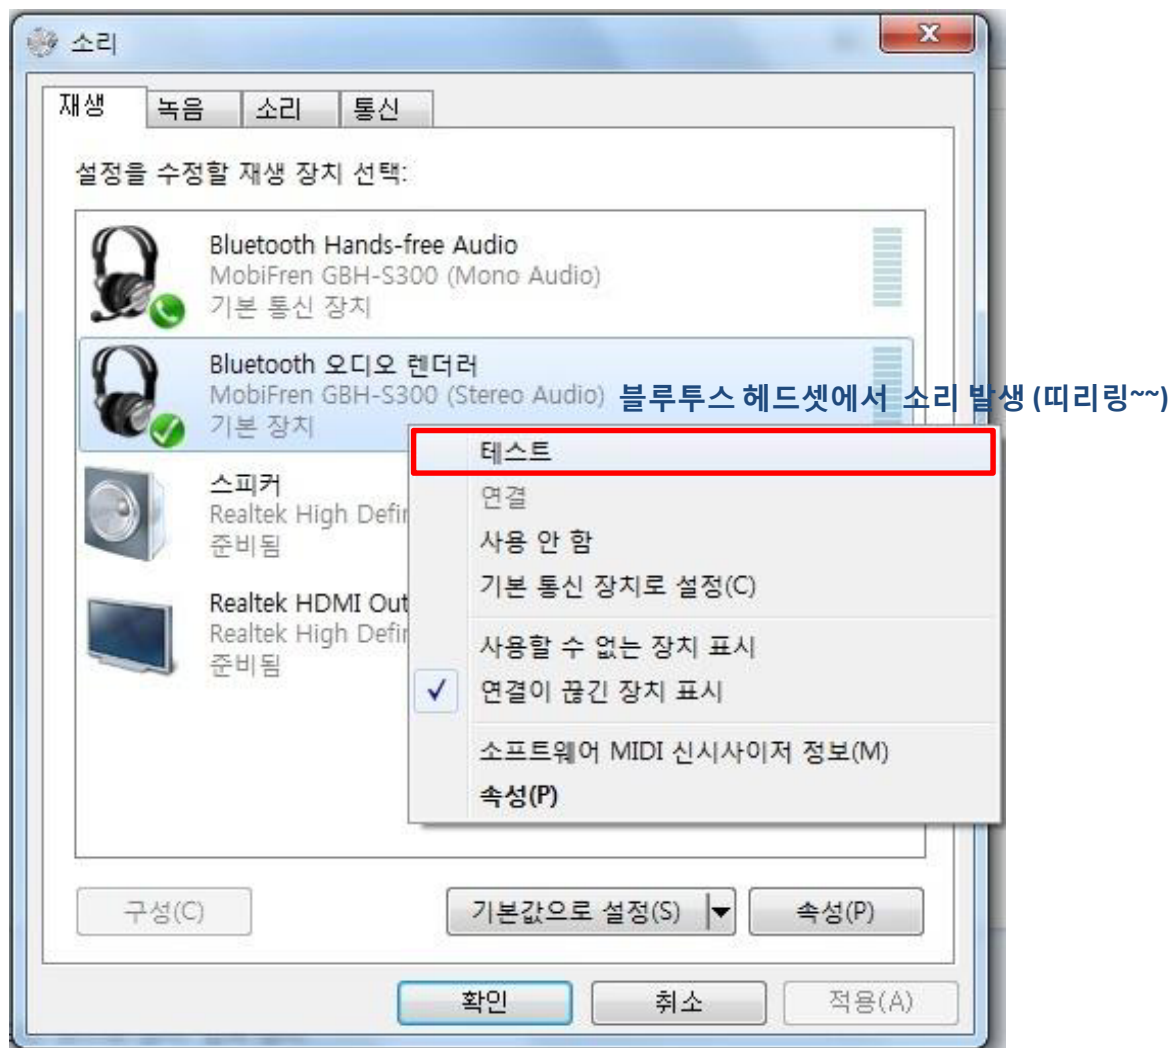 소리
재생 녹음 소리 통신
설정을 수정할 재생 장치 선택:
Bluetooth Hands-free Audio
MobiFren GBH-S300 (Mono Audio)
기본 통신 장치
Bluetooth 오디오 렌더러
MobiFren GBH-S300 (Stereo Audio)
기본 장치
블루투스 헤드셋에서 소리 발생 (띠리링~~)
스피커
Realtek High Defin
준비됨
Realtek HDMI Out
Realtek High Defin
준비됨
테스트
연결
사용 안 함
기본 통신 장치로 설정(C)
사용할 수 없는 장치 표시
연결이 끊긴 장치 표시
소프트웨어 MIDI 신시사이저 정보(M)
속성(P)
구성(C) 기본값으로 설정(S) 속성(P)
확인 취소 적용(A)